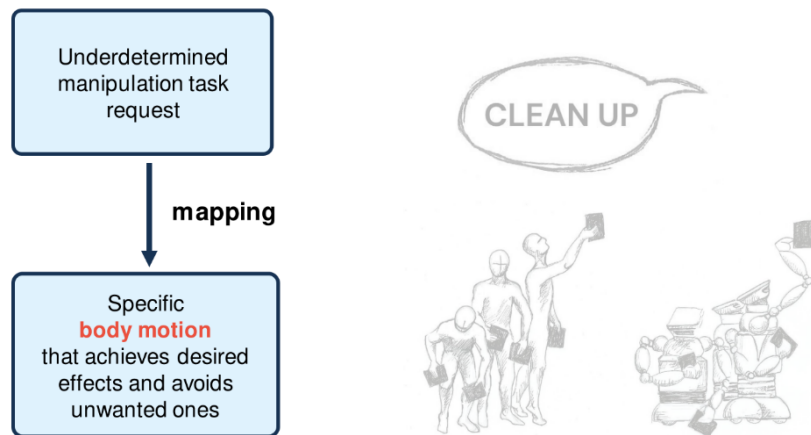 Underdetermined
manipulation task
request
CLEAN UP
mapping
Specific
body motion
that achieves desired
effects and avoids
unwanted ones